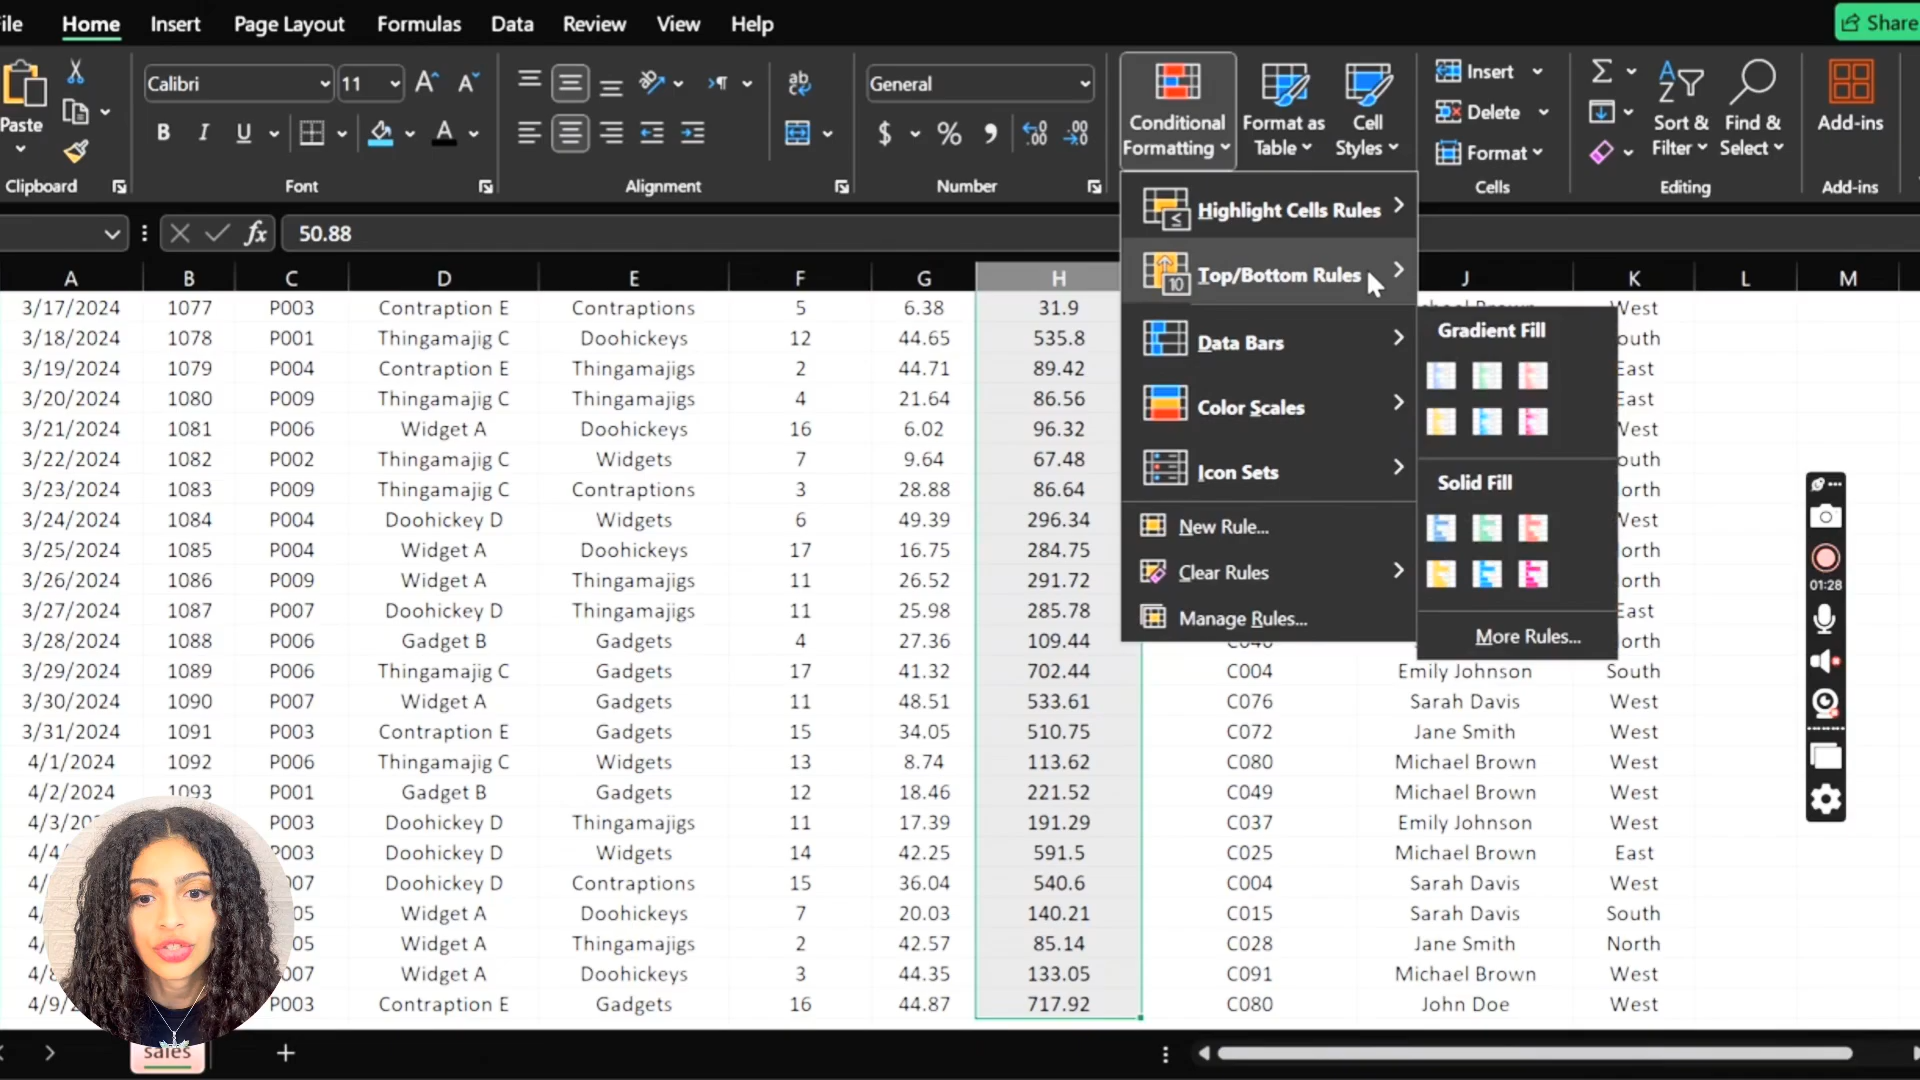 ile Home Insert Page Layout Formulas Data Review View Help Share
Paste Calibri 11 General Conditional Formatting Format as Table Cell Styles Insert Delete Format Sort & Filter Find & Select Add-ins
Clipboard Font Alignment Number Cells Editing Add-ins
fx 50.88
Highlight Cells Rules
Top/Bottom Rules
Data Bars
Color Scales
Icon Sets
New Rule...
Clear Rules
Manage Rules...
Gradient Fill
Solid Fill
More Rules...
01:28
A B C D E F G H J K L M
3/17/2024 1077 P003 Contraption E Contraptions 5 6.38 31.9 West
3/18/2024 1078 P001 Thingamajig C Doohickeys 12 44.65 535.8 outh
3/19/2024 1079 P004 Contraption E Thingamajigs 2 44.71 89.42 East
3/20/2024 1080 P009 Thingamajig C Thingamajigs 4 21.64 86.56 East
3/21/2024 1081 P006 Widget A Doohickeys 16 6.02 96.32 West
3/22/2024 1082 P002 Thingamajig C Widgets 7 9.64 67.48 outh
3/23/2024 1083 P009 Thingamajig C Contraptions 3 28.88 86.64 orth
3/24/2024 1084 P004 Doohickey D Widgets 6 49.39 296.34 West
3/25/2024 1085 P004 Widget A Doohickeys 17 16.75 284.75 orth
3/26/2024 1086 P009 Widget A Thingamajigs 11 26.52 291.72 orth
3/27/2024 1087 P007 Doohickey D Thingamajigs 11 25.98 285.78 East
3/28/2024 1088 P006 Gadget B Gadgets 4 27.36 109.44 orth
3/29/2024 1089 P006 Thingamajig C Gadgets 17 41.32 702.44 C004 Emily Johnson South
3/30/2024 1090 P007 Widget A Gadgets 11 48.51 533.61 C076 Sarah Davis West
3/31/2024 1091 P003 Contraption E Gadgets 15 34.05 510.75 C072 Jane Smith West
4/1/2024 1092 P006 Thingamajig C Widgets 13 8.74 113.62 C080 Michael Brown West
4/2/2024 1093 P001 Gadget B Gadgets 12 18.46 221.52 C049 Michael Brown West
4/3/20 P003 Doohickey D Thingamajigs 11 17.39 191.29 C037 Emily Johnson West
4/4 P003 Doohickey D Widgets 14 42.25 591.5 C025 Michael Brown East
4/ 007 Doohickey D Contraptions 15 36.04 540.6 C004 Sarah Davis West
4/ 05 Widget A Doohickeys 7 20.03 140.21 C015 Sarah Davis South
4/ 05 Widget A Thingamajigs 2 42.57 85.14 C028 Jane Smith North
4/8 007 Widget A Doohickeys 3 44.35 133.05 C091 Michael Brown West
4/9/ P003 Contraption E Gadgets 16 44.87 717.92 C080 John Doe West
sales